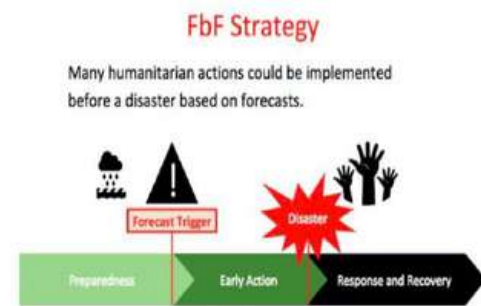 FbF Strategy
Many humanitarian actions could be implemented
before a disaster based on forecasts.
!
Forecast Trigger
Disaster
Preparedness
Early Action
Response and Recovery